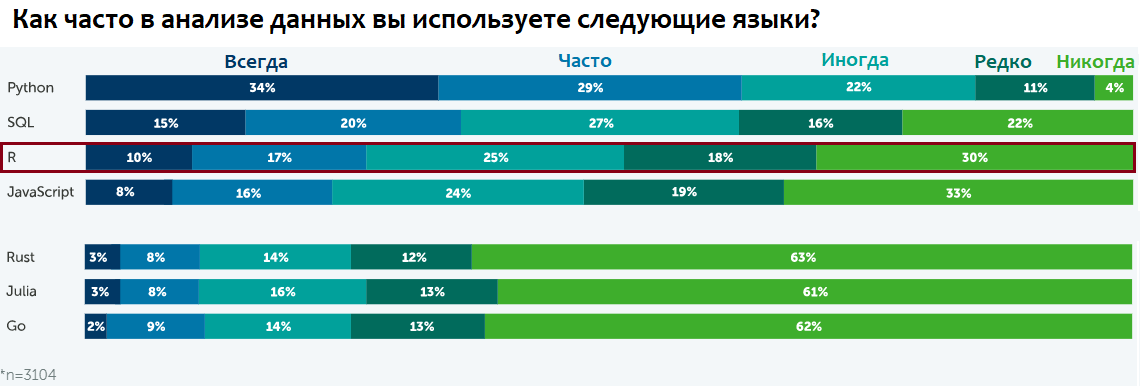 Как часто в анализе данных вы используете следующие языки?
Всегда Часто Иногда Редко Никогда
Python 34% 29% 22% 11% 4%
SQL 15% 20% 27% 16% 22%
R 10% 17% 25% 18% 30%
JavaScript 8% 16% 24% 19% 33%
Rust 3% 8% 14% 12% 63%
Julia 3% 8% 16% 13% 61%
Go 2% 9% 14% 13% 62%
*n=3104